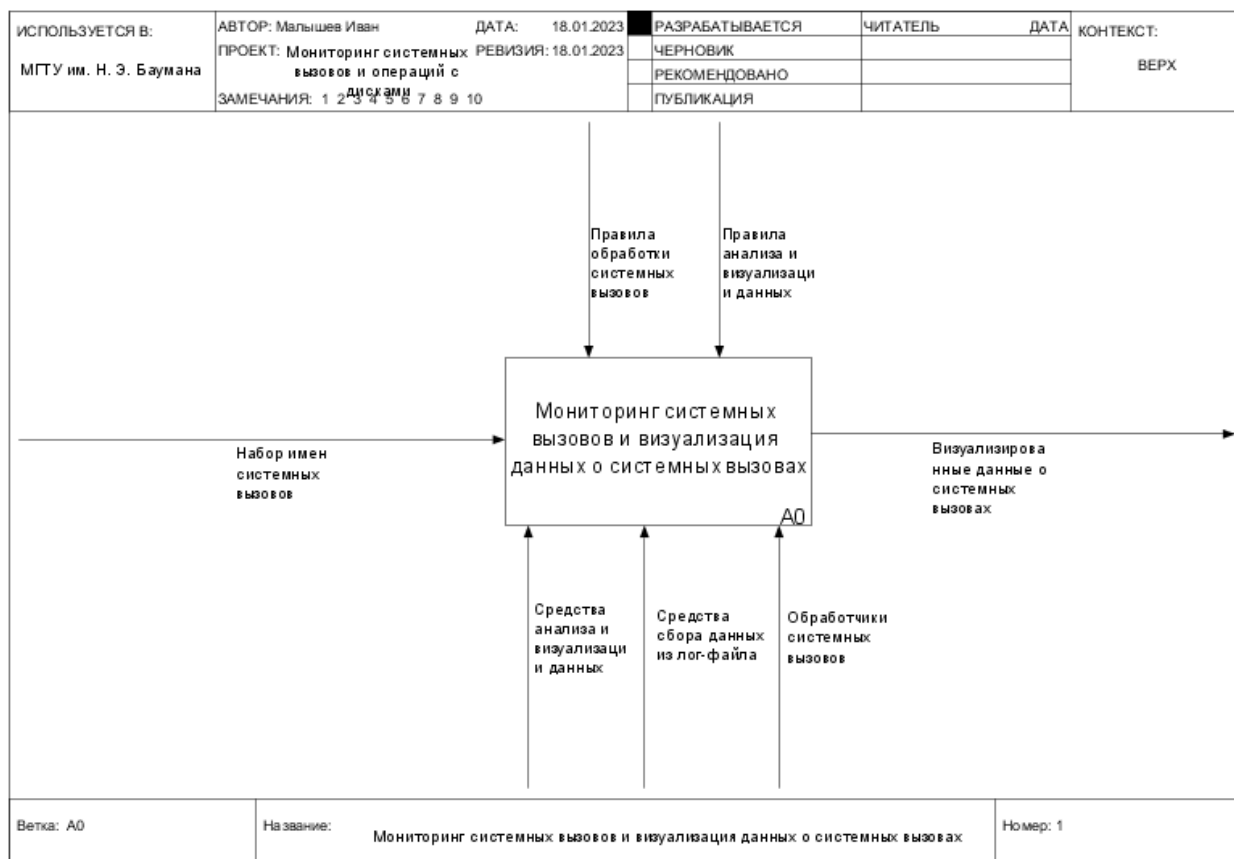 ИСПОЛЬЗУЕТСЯ В:
МГТУ им. Н. Э. Баумана
АВТОР: Малышев Иван
ДАТА: 18.01.2023
ПРОЕКТ: Мониторинг системных
вызовов и операций с
дисками
РЕВИЗИЯ: 18.01.2023
ЗАМЕЧАНИЯ: 1 2 3 4 5 6 7 8 9 10
РАЗРАБАТЫВАЕТСЯ
ЧЕРНОВИК
РЕКОМЕНДОВАНО
ПУБЛИКАЦИЯ
ЧИТАТЕЛЬ
ДАТА
КОНТЕКСТ:
ВЕРХ
Правила
обработки
системных
вызовов
Правила
анализа и
визуализаци
и данных
Набор имен
системных
вызовов
Мониторинг системных
вызовов и визуализация
данных о системных вызовах
A0
Визуализирова
нные данные о
системных
вызовах
Средства
анализа и
визуализаци
и данных
Средства
сбора данных
из лог-файла
Обработчики
системных
вызовов
Ветка: A0
Название:
Мониторинг системных вызовов и визуализация данных о системных вызовах
Номер: 1